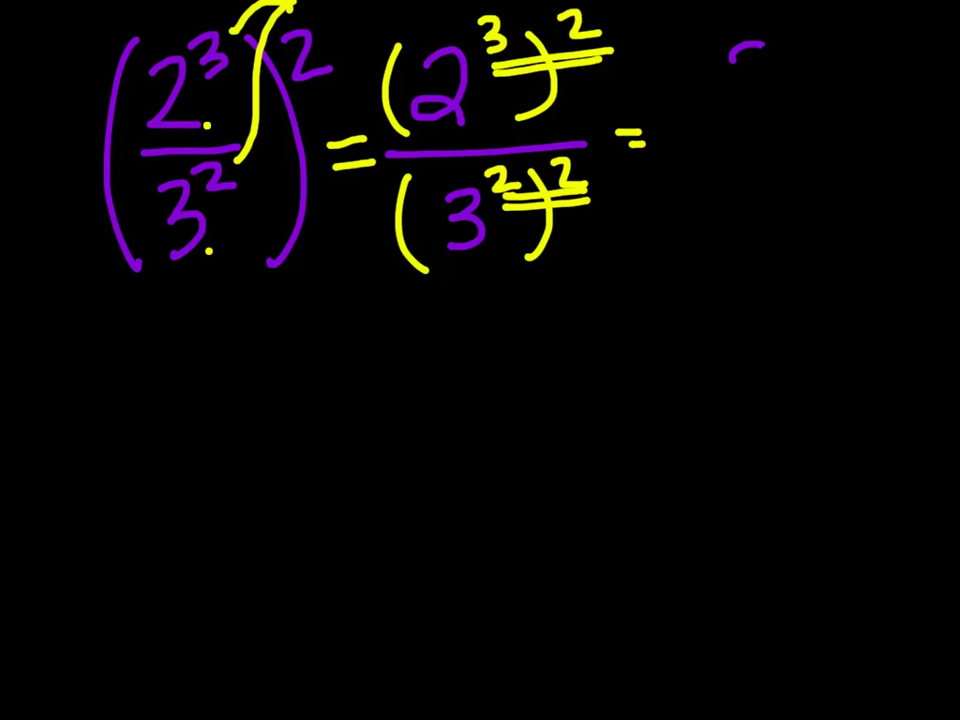 (2³/3²)² = (2³)²/(3²)² =